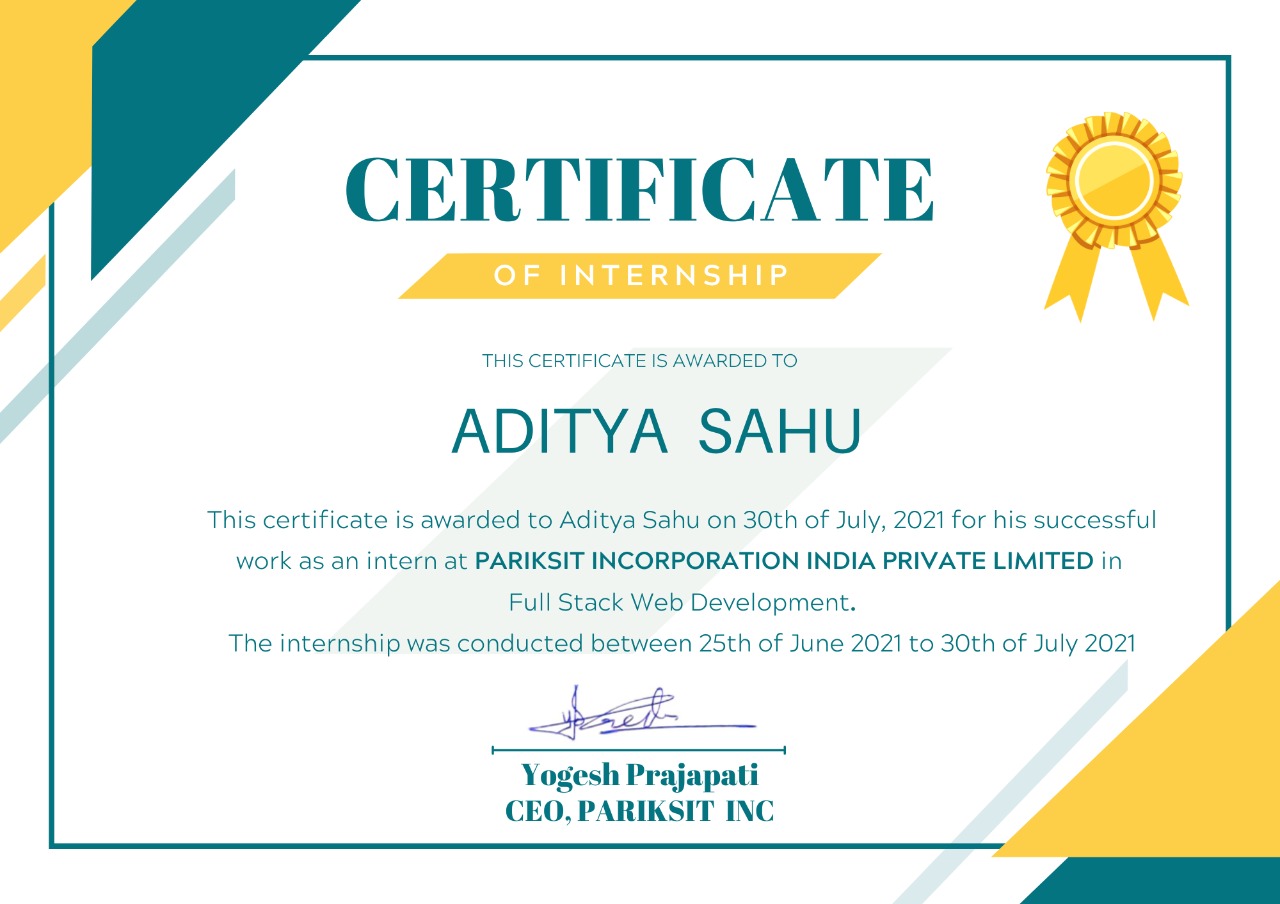 CERTIFICATE
OF INTERNSHIP
THIS CERTIFICATE IS AWARDED TO
ADITYA SAHU
This certificate is awarded to Aditya Sahu on 30th of July, 2021 for his successful
work as an intern at PARIKSIT INCORPORATION INDIA PRIVATE LIMITED in
Full Stack Web Development.
The internship was conducted between 25th of June 2021 to 30th of July 2021
Yogesh Prajapati
CEO, PARIKSIT INC